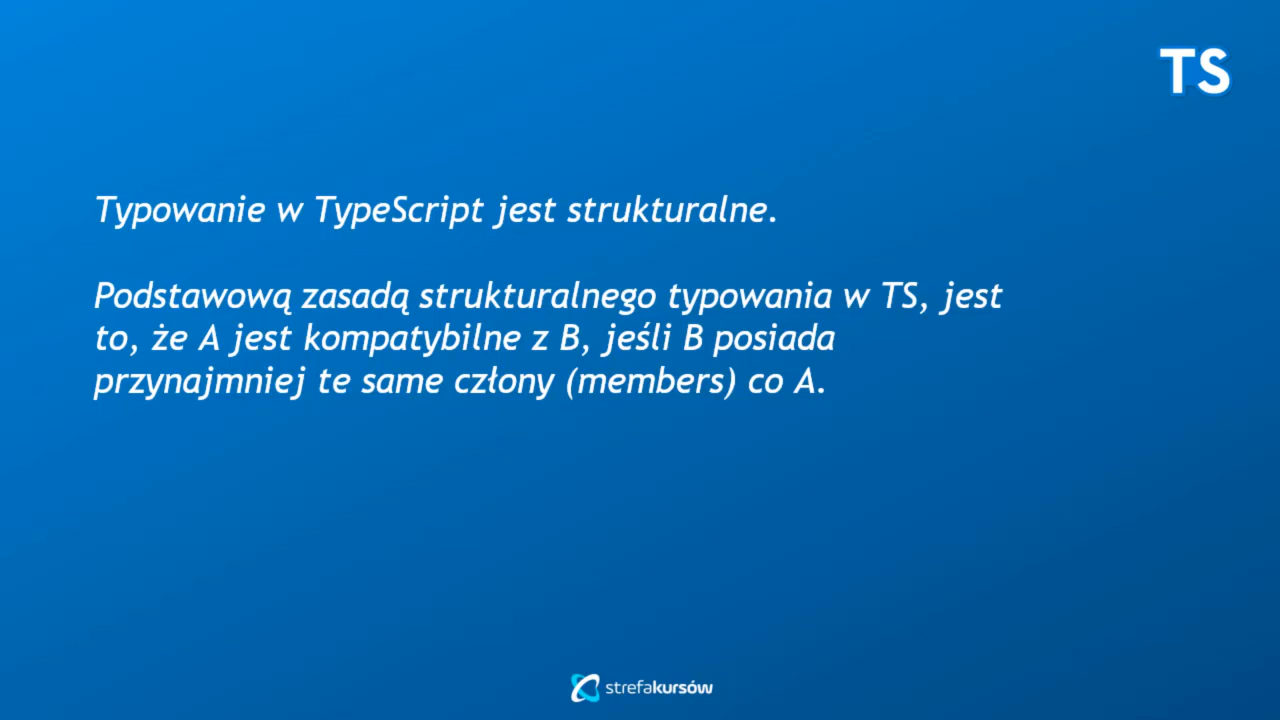 TS
Typowanie w TypeScript jest strukturalne.
Podstawową zasadą strukturalnego typowania w TS, jest
to, że A jest kompatybilne z B, jeśli B posiada
przynajmniej te same człony (members) co A.
strefakursów